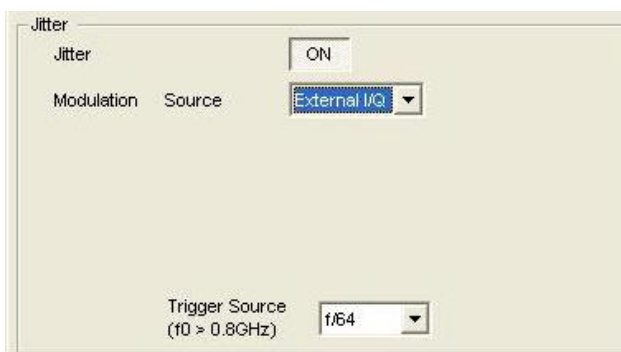 Jitter
Jitter ON
Modulation Source External I/Q
Trigger Source
(f0 > 0.8GHz) f/64